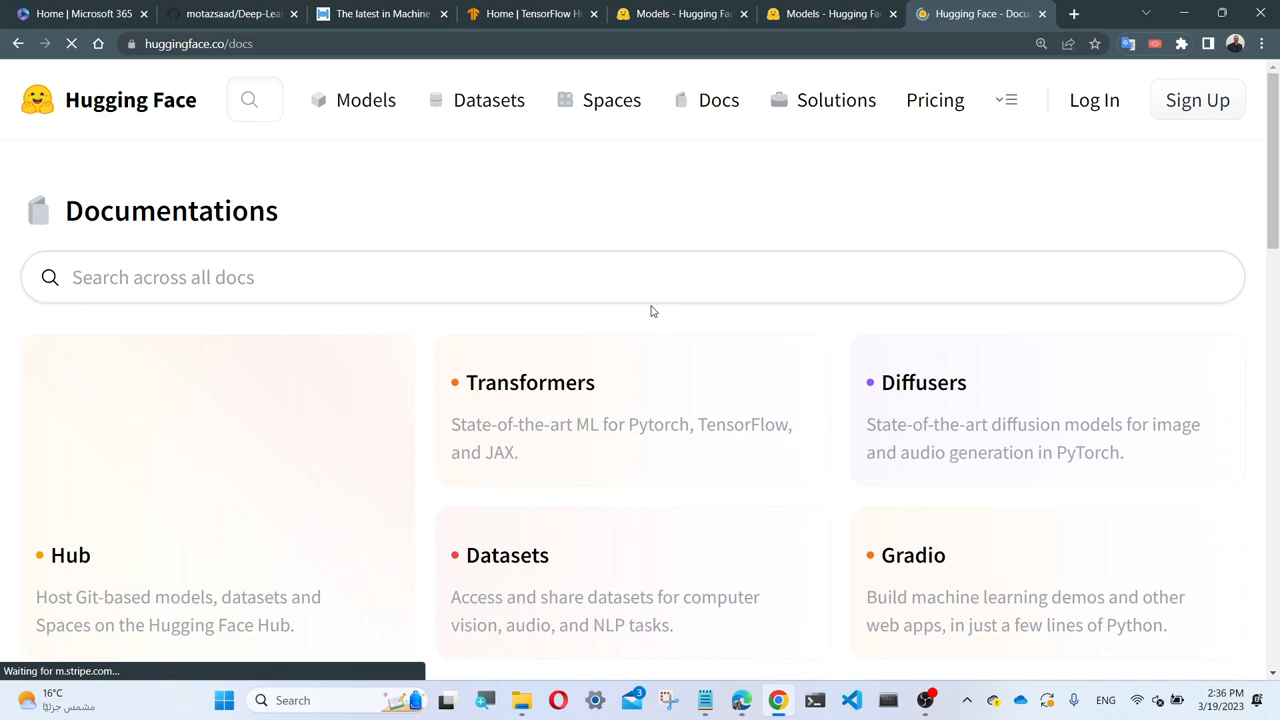 Home | Microsoft 365
motazsaad/Deep-Lea
The latest in Machine
Home | TensorFlow H
Models - Hugging Fac
Models - Hugging Fac
Hugging Face - Docu
huggingface.co/docs
Hugging Face
Models
Datasets
Spaces
Docs
Solutions
Pricing
Log In
Sign Up
Documentations
Search across all docs
Transformers
State-of-the-art ML for Pytorch, TensorFlow,
and JAX.
Diffusers
State-of-the-art diffusion models for image
and audio generation in PyTorch.
Hub
Host Git-based models, datasets and
Spaces on the Hugging Face Hub.
Datasets
Access and share datasets for computer
vision, audio, and NLP tasks.
Gradio
Build machine learning demos and other
web apps, in just a few lines of Python.
Waiting for m.stripe.com...
16°C
مشمس جزئيًا
Search
3
ENG
2:36 PM
3/19/2023